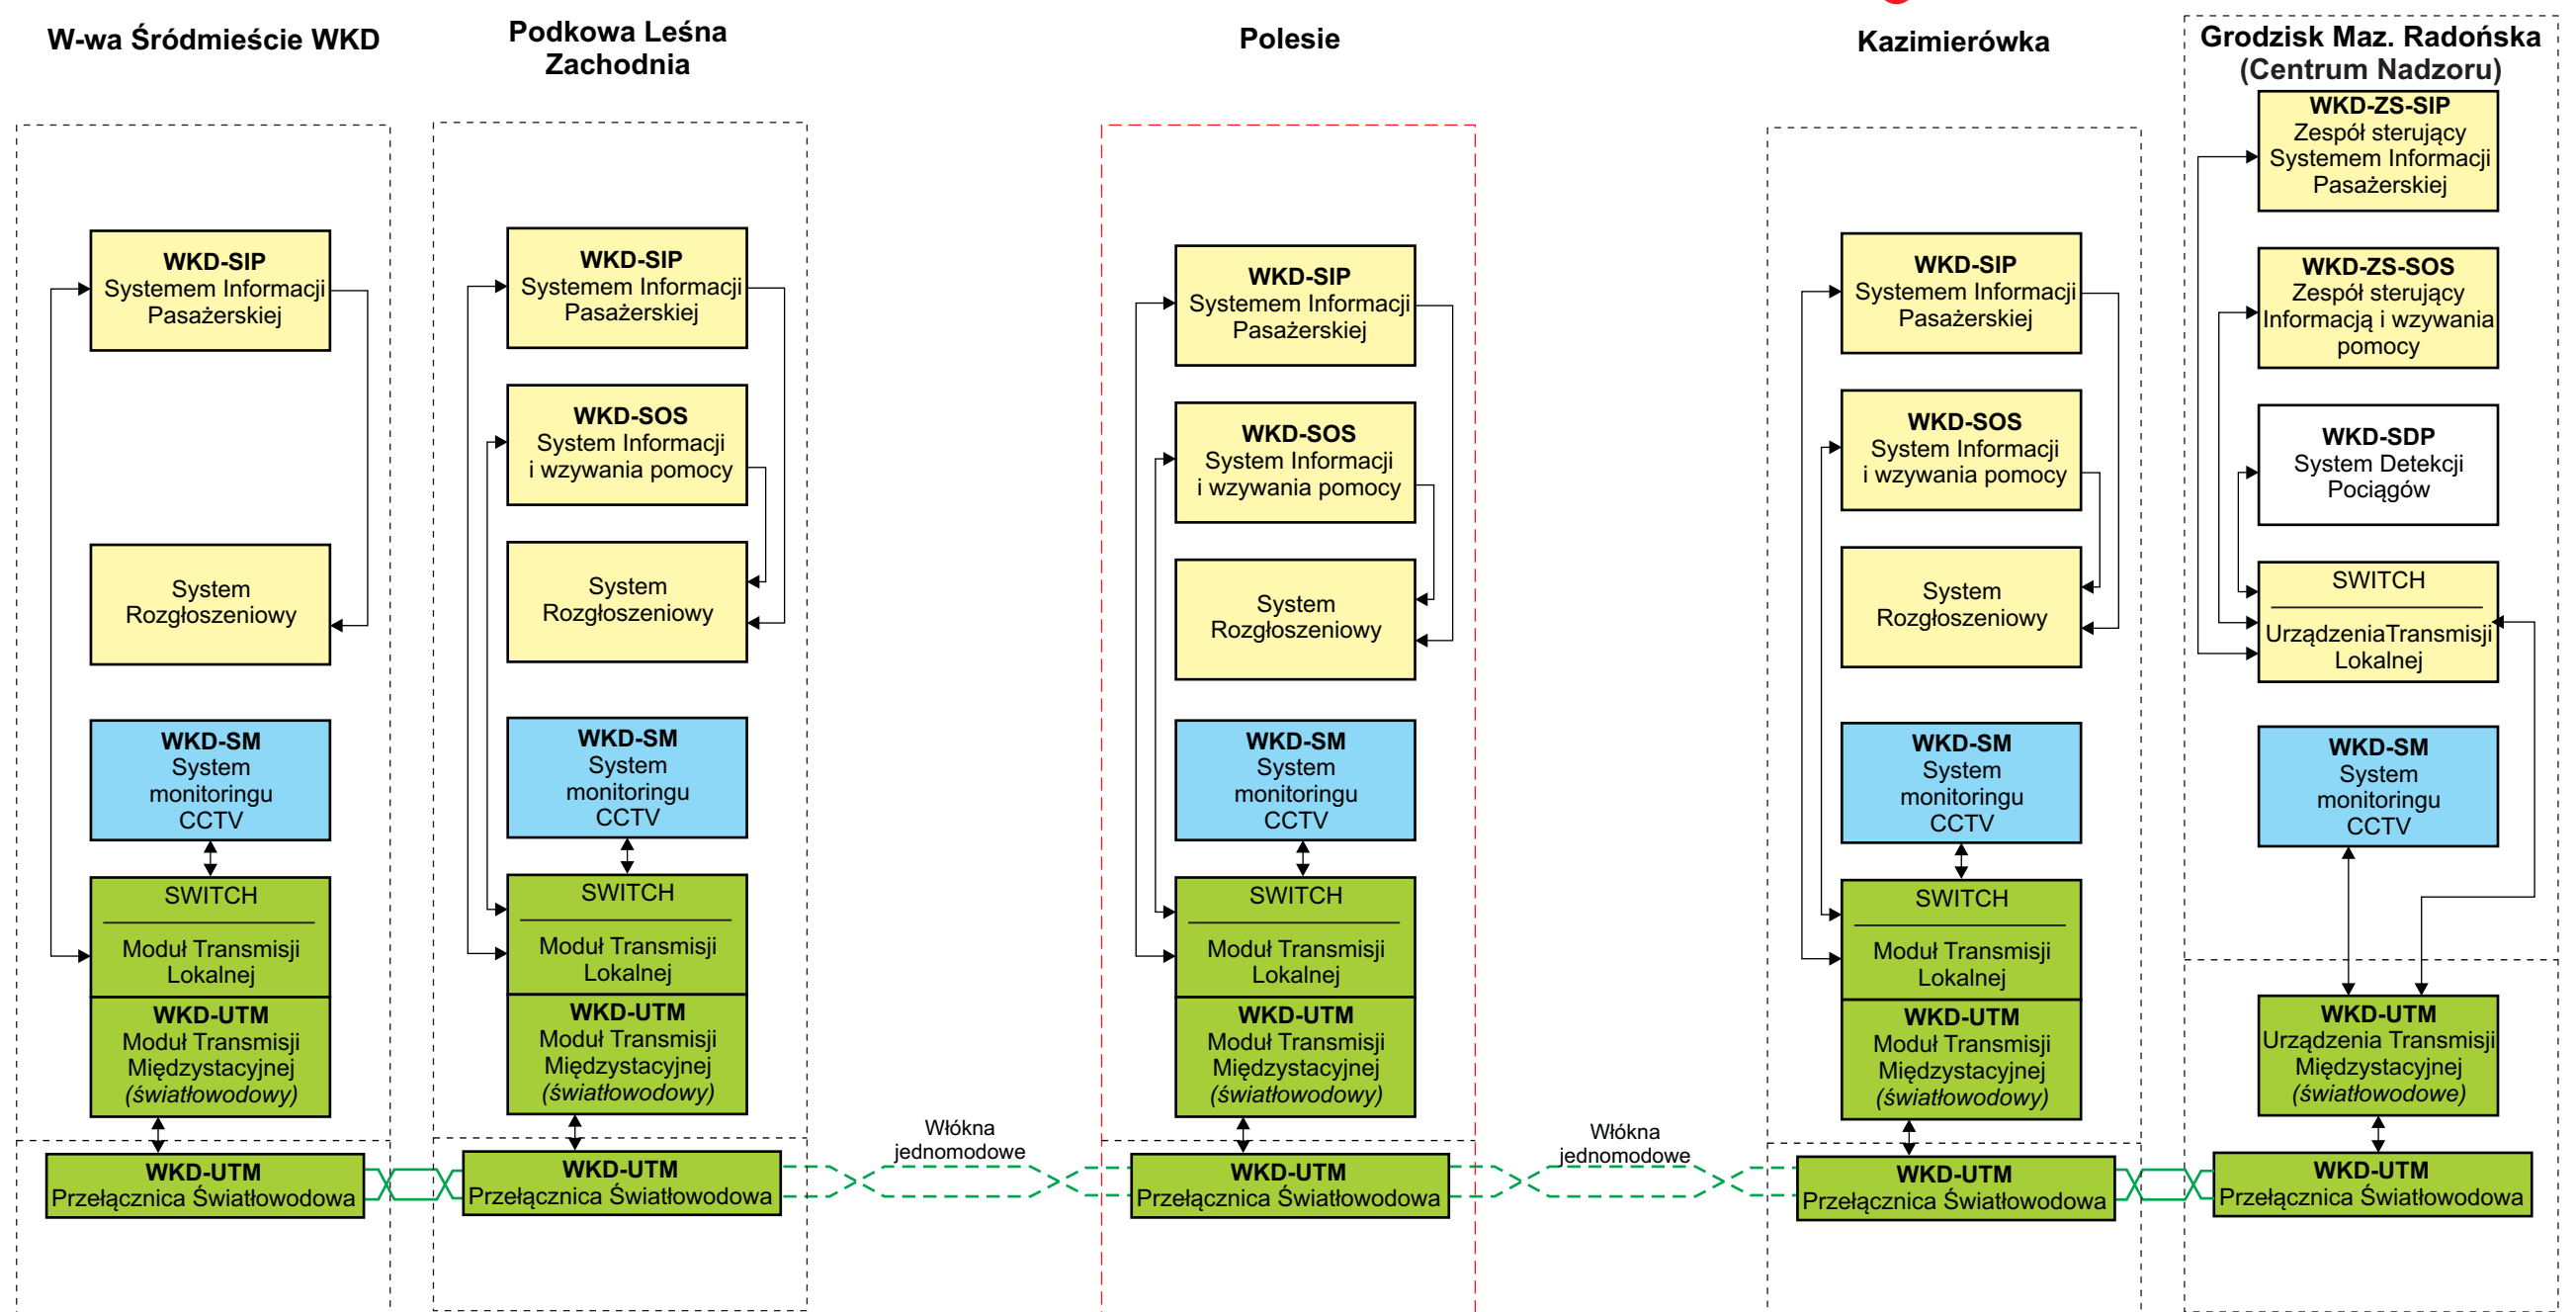 W-wa Śródmieście WKD
WKD-SIP
Systemem Informacji
Pasażerskiej
System
Rozgłoszeniowy
WKD-SM
System
monitoringu
CCTV
SWITCH
Moduł Transmisji
Lokalnej
WKD-UTM
Moduł Transmisji
Międzystacyjnej
(światłowodowy)
WKD-UTM
Przełącznica Światłowodowa
Podkowa Leśna
Zachodnia
WKD-SIP
Systemem Informacji
Pasażerskiej
WKD-SOS
System Informacji
i wzywania pomocy
System
Rozgłoszeniowy
WKD-SM
System
monitoringu
CCTV
SWITCH
Moduł Transmisji
Lokalnej
WKD-UTM
Moduł Transmisji
Międzystacyjnej
(światłowodowy)
WKD-UTM
Przełącznica Światłowodowa
Włókna
jednomodowe
Polesie
WKD-SIP
Systemem Informacji
Pasażerskiej
WKD-SOS
System Informacji
i wzywania pomocy
System
Rozgłoszeniowy
WKD-SM
System
monitoringu
CCTV
SWITCH
Moduł Transmisji
Lokalnej
WKD-UTM
Moduł Transmisji
Międzystacyjnej
(światłowodowy)
WKD-UTM
Przełącznica Światłowodowa
Włókna
jednomodowe
Kazimierówka
WKD-SIP
Systemem Informacji
Pasażerskiej
WKD-SOS
System Informacji
i wzywania pomocy
System
Rozgłoszeniowy
WKD-SM
System
monitoringu
CCTV
SWITCH
Moduł Transmisji
Lokalnej
WKD-UTM
Moduł Transmisji
Międzystacyjnej
(światłowodowy)
WKD-UTM
Przełącznica Światłowodowa
Grodzisk Maz. Radońska
(Centrum Nadzoru)
WKD-ZS-SIP
Zespół sterujący
Systemem Informacji
Pasażerskiej
WKD-ZS-SOS
Zespół sterujący
Informacją i wzywania
pomocy
WKD-SDP
System Detekcji
Pociągów
SWITCH
UrządzeniaTransmisji
Lokalnej
WKD-SM
System
monitoringu
CCTV
WKD-UTM
Urządzenia Transmisji
Międzystacyjnej
(światłowodowe)
WKD-UTM
Przełącznica Światłowodowa